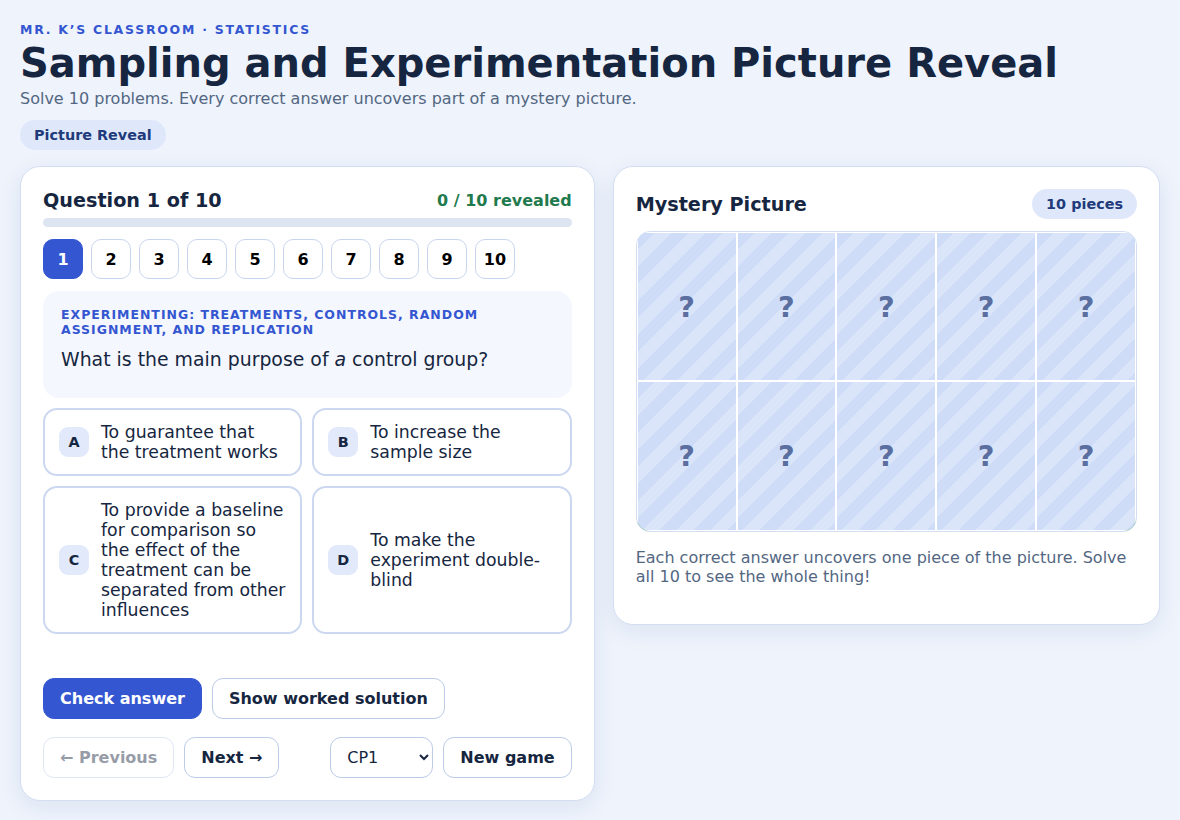 MR. K’S CLASSROOM · STATISTICS
Sampling and Experimentation Picture Reveal
Solve 10 problems. Every correct answer uncovers part of a mystery picture.
Picture Reveal
Question 1 of 10
0 / 10 revealed
1 2 3 4 5 6 7 8 9 10
EXPERIMENTING: TREATMENTS, CONTROLS, RANDOM
ASSIGNMENT, AND REPLICATION
What is the main purpose of a control group?
A
To guarantee that
the treatment works
B
To increase the
sample size
C
To provide a baseline
for comparison so
the effect of the
treatment can be
separated from other
influences
D
To make the
experiment double-
blind
Check answer
Show worked solution
← Previous
Next →
CP1
New game
Mystery Picture
10 pieces
? ? ? ? ?
? ? ? ? ?
Each correct answer uncovers one piece of the picture. Solve
all 10 to see the whole thing!